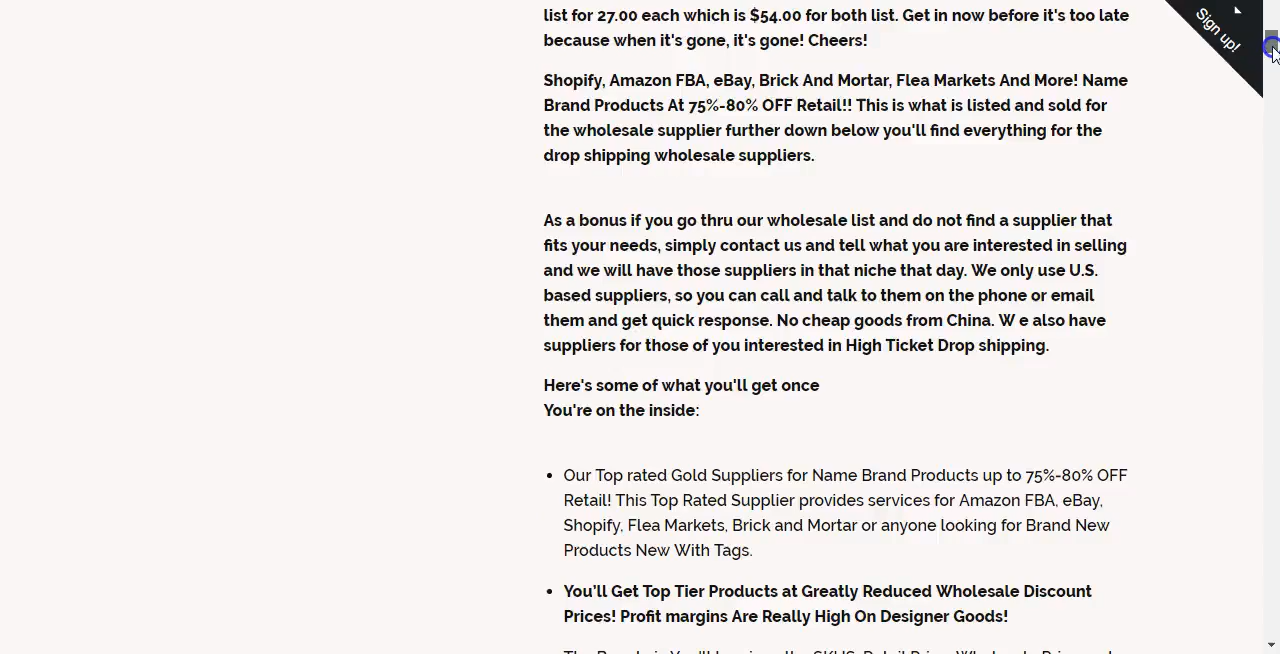 list for 27.00 each which is $54.00 for both list. Get in now before it's too late
because when it's gone, it's gone! Cheers!
Sign up!
Shopify, Amazon FBA, eBay, Brick And Mortar, Flea Markets And More! Name
Brand Products At 75%-80% OFF Retail!! This is what is listed and sold for
the wholesale supplier further down below you'll find everything for the
drop shipping wholesale suppliers.
As a bonus if you go thru our wholesale list and do not find a supplier that
fits your needs, simply contact us and tell what you are interested in selling
and we will have those suppliers in that niche that day. We only use U.S.
based suppliers, so you can call and talk to them on the phone or email
them and get quick response. No cheap goods from China. W e also have
suppliers for those of you interested in High Ticket Drop shipping.
Here's some of what you'll get once
You're on the inside:
Our Top rated Gold Suppliers for Name Brand Products up to 75%-80% OFF
Retail! This Top Rated Supplier provides services for Amazon FBA, eBay,
Shopify, Flea Markets, Brick and Mortar or anyone looking for Brand New
Products New With Tags.
You'll Get Top Tier Products at Greatly Reduced Wholesale Discount
Prices! Profit margins Are Really High On Designer Goods!